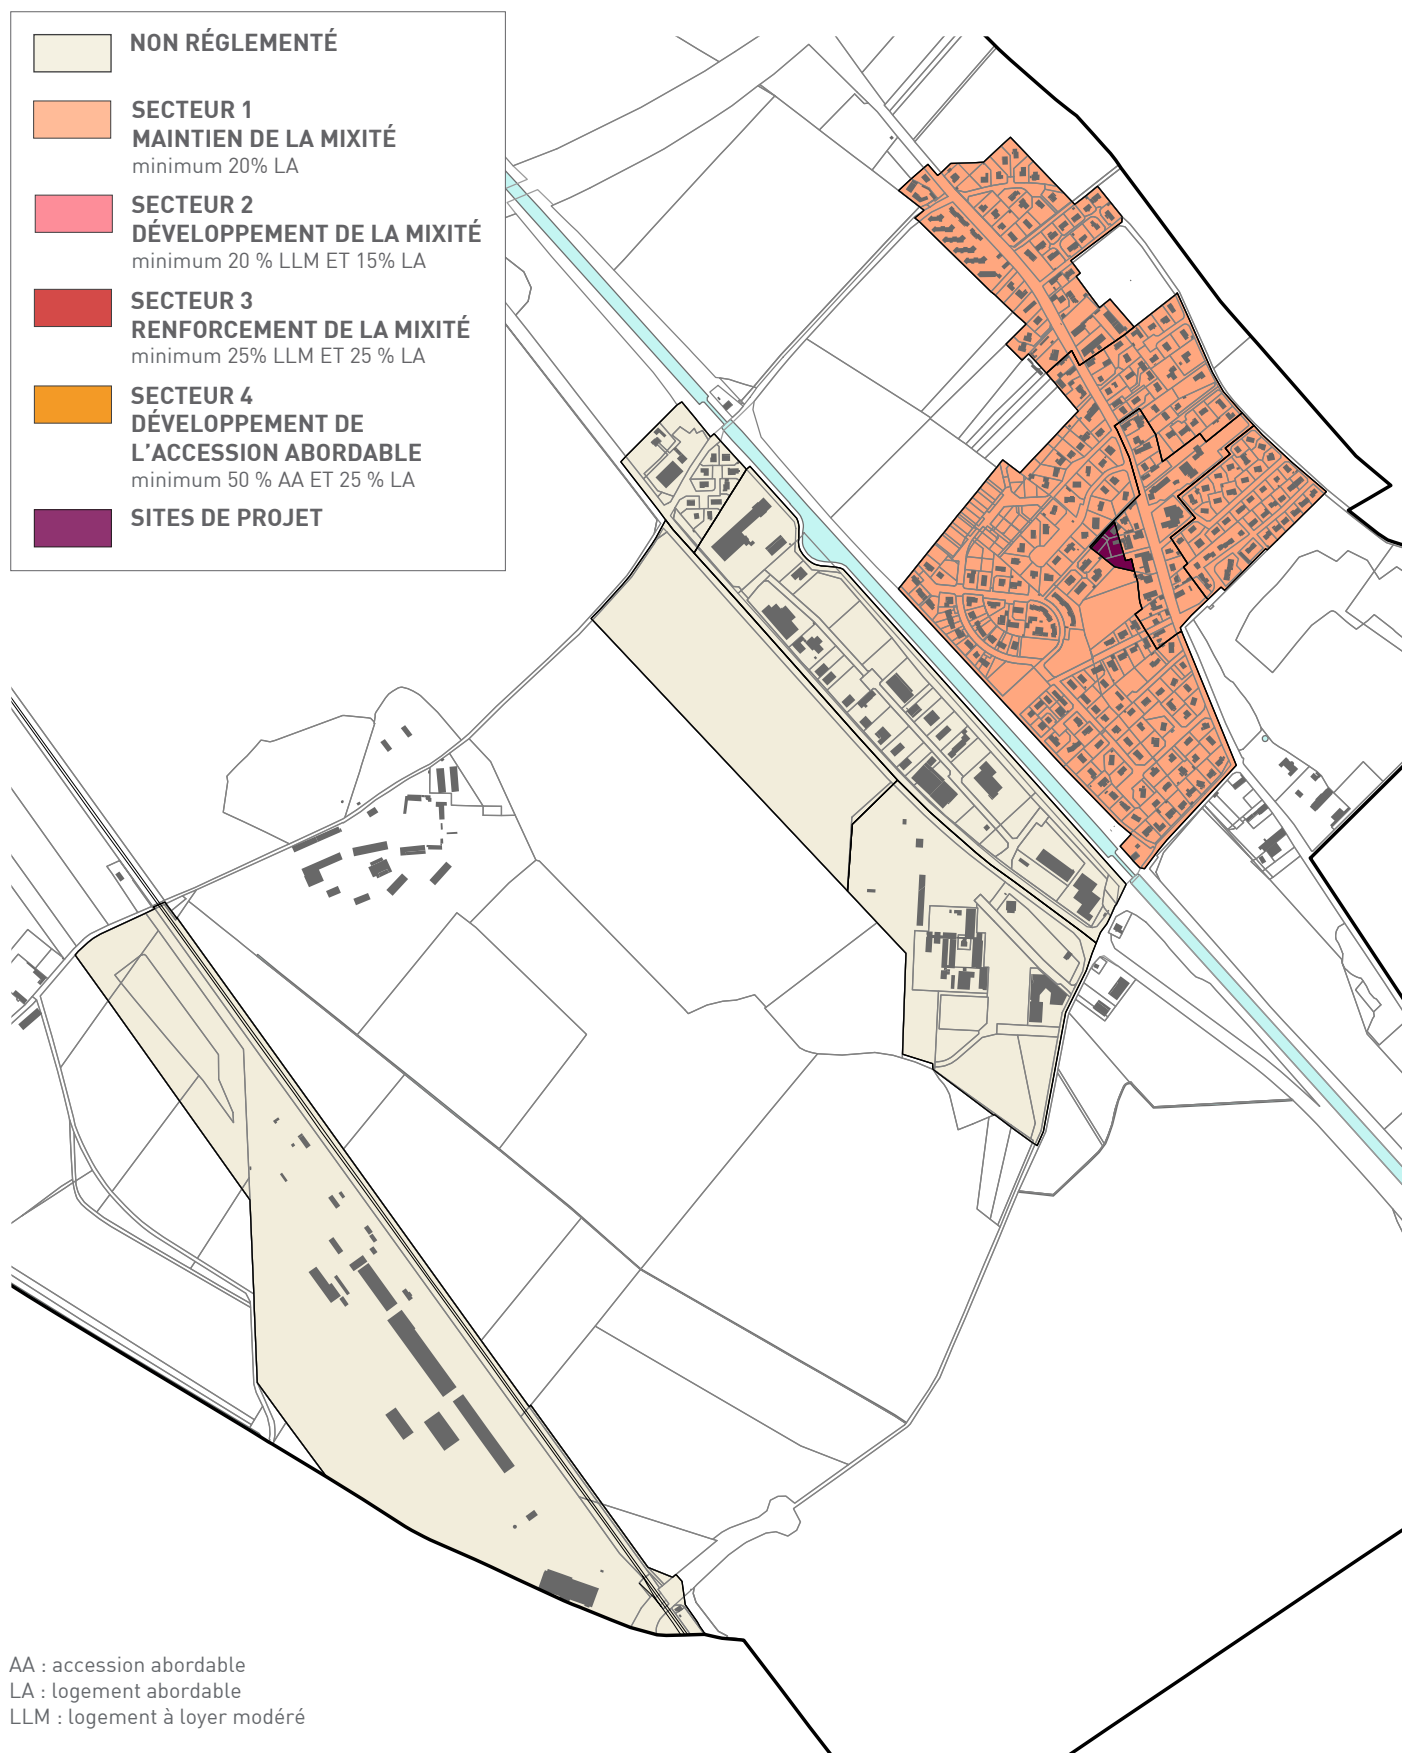 NON RÉGLEMENTÉ
SECTEUR 1
MAINTIEN DE LA MIXITÉ
minimum 20% LA
SECTEUR 2
DÉVELOPPEMENT DE LA MIXITÉ
minimum 20 % LLM ET 15% LA
SECTEUR 3
RENFORCEMENT DE LA MIXITÉ
minimum 25% LLM ET 25 % LA
SECTEUR 4
DÉVELOPPEMENT DE
L'ACCESSION ABORDABLE
minimum 50 % AA ET 25 % LA
SITES DE PROJET
AA : accession abordable
LA : logement abordable
LLM : logement à loyer modéré